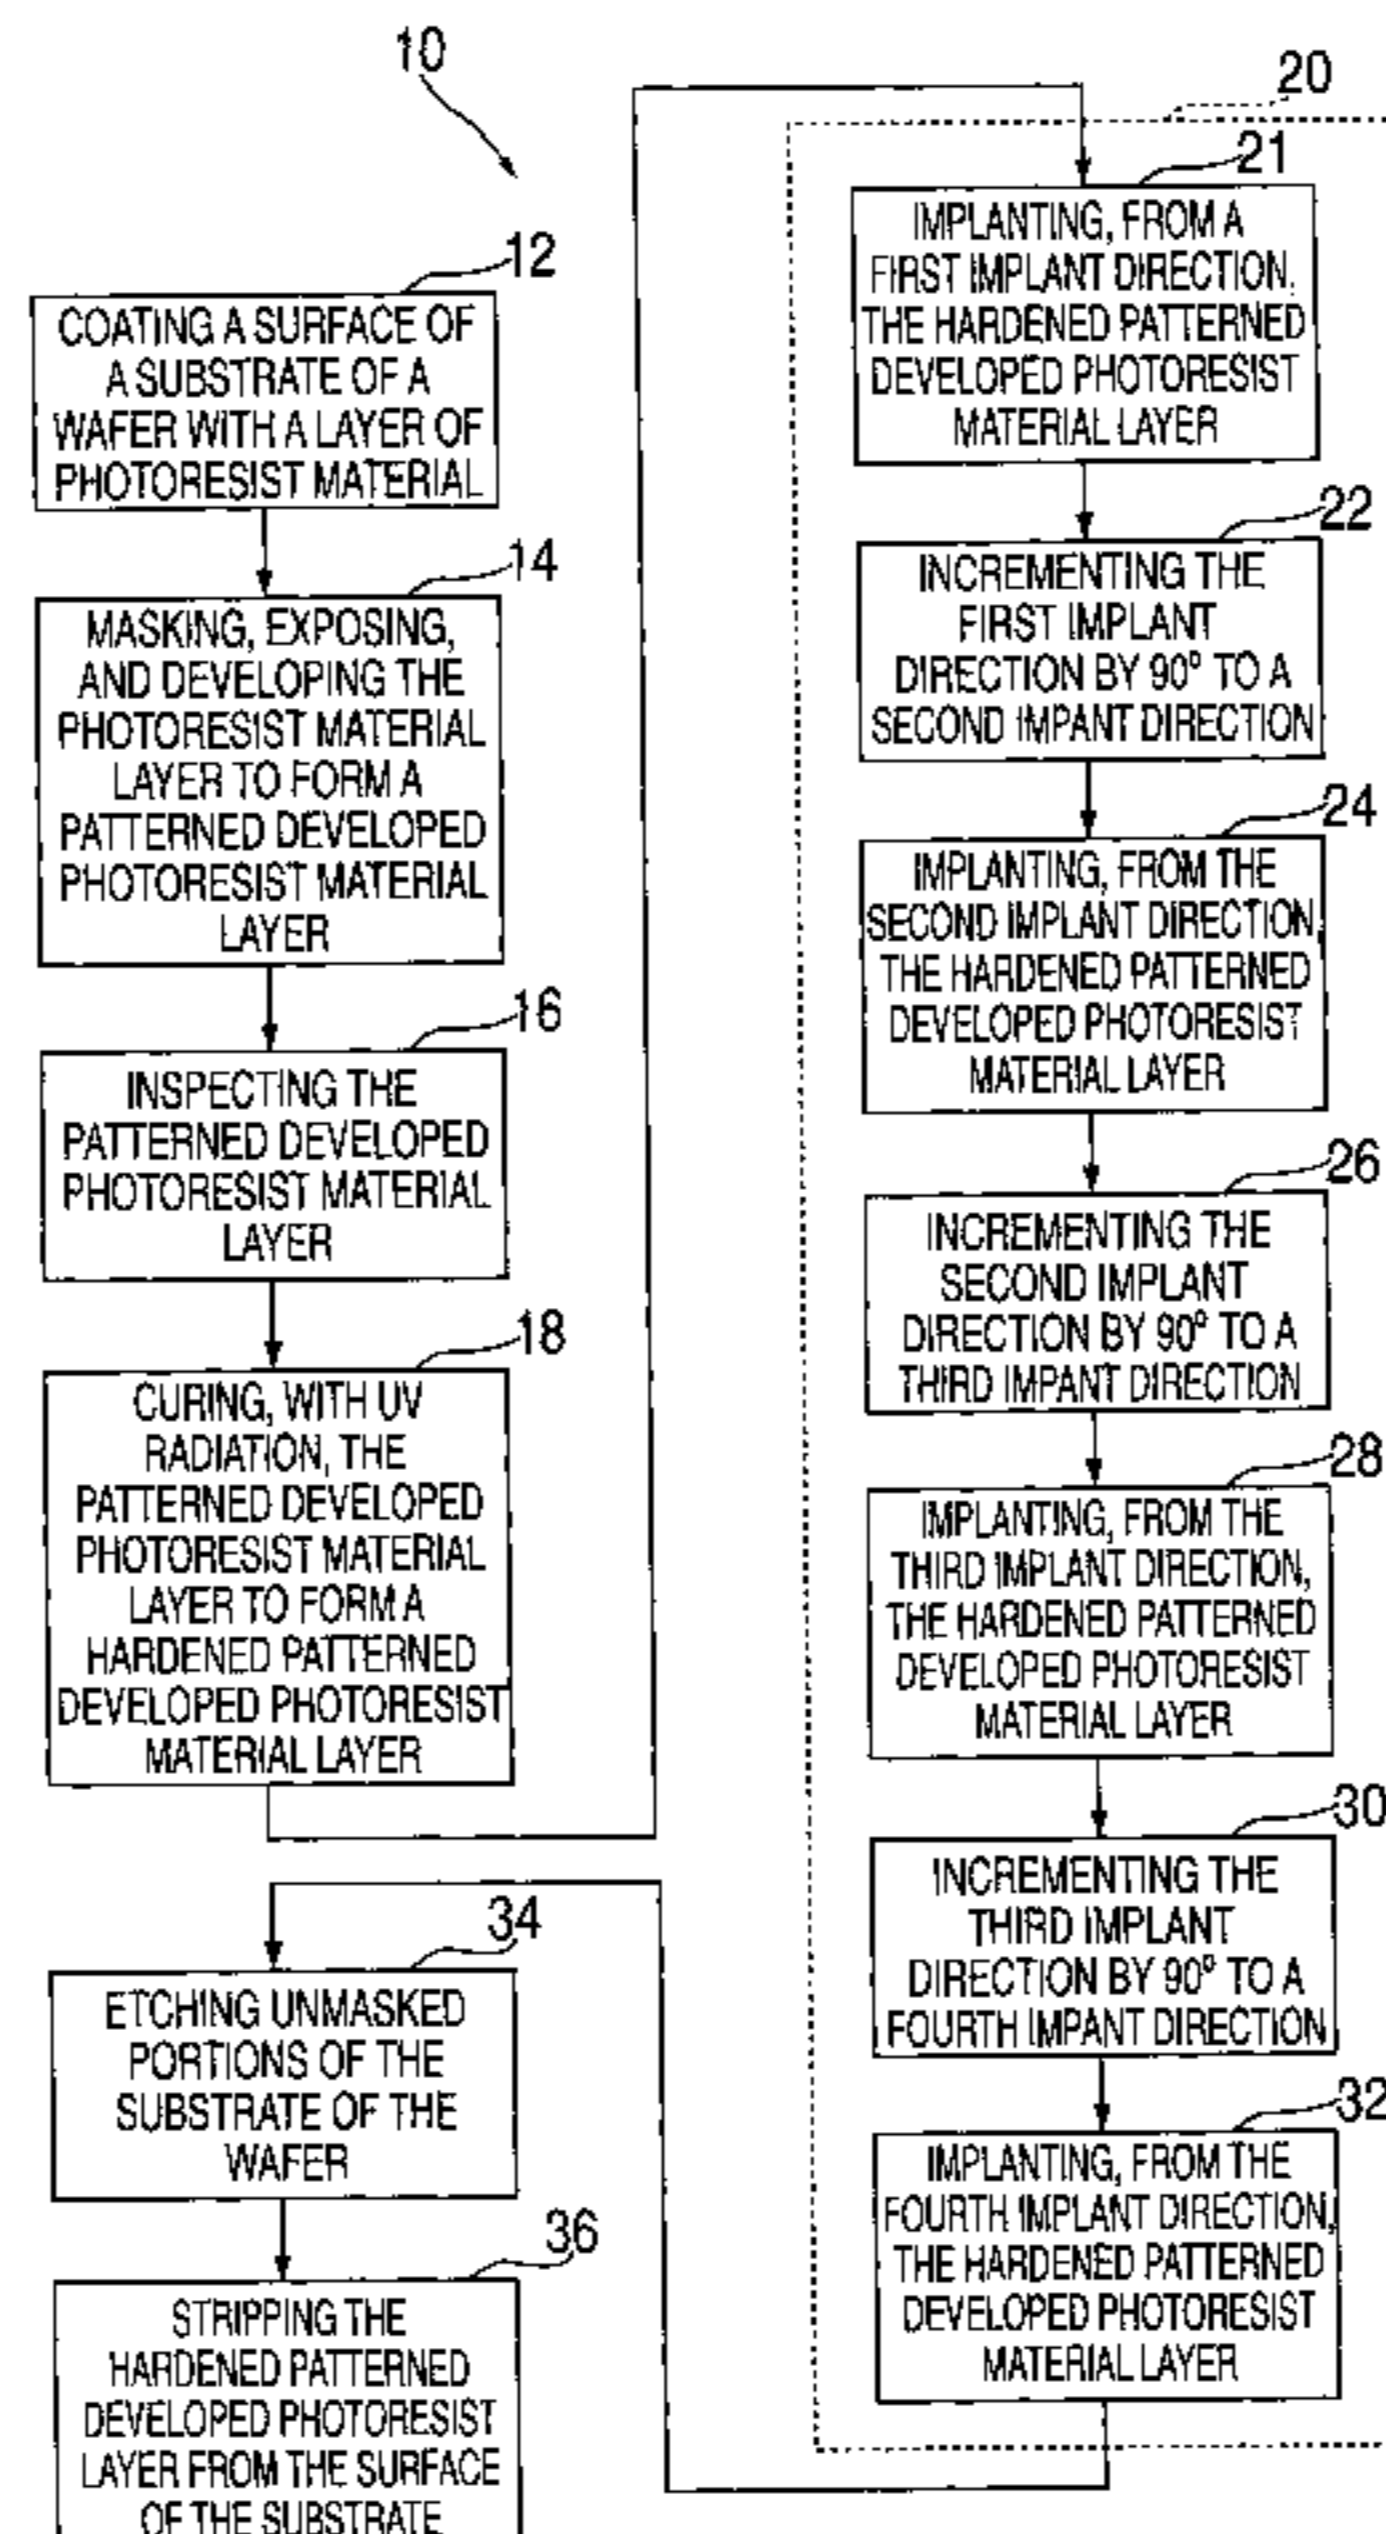 10
12
COATING A SURFACE OF
A SUBSTRATE OF A
WAFER WITH A LAYER OF
PHOTORESIST MATERIAL
14
MASKING, EXPOSING,
AND DEVELOPING THE
PHOTORESIST MATERIAL
LAYER TO FORM A
PATTERNED DEVELOPED
PHOTORESIST MATERIAL
LAYER
16
INSPECTING THE
PATTERNED DEVELOPED
PHOTORESIST MATERIAL
LAYER
18
CURING, WITH UV
RADIATION, THE
PATTERNED DEVELOPED
PHOTORESIST MATERIAL
LAYER TO FORM A
HARDENED PATTERNED
DEVELOPED PHOTORESIST
MATERIAL LAYER
20
21
IMPLANTING, FROM A
FIRST IMPLANT DIRECTION,
THE HARDENED PATTERNED
DEVELOPED PHOTORESIST
MATERIAL LAYER
22
INCREMENTING THE
FIRST IMPLANT
DIRECTION BY 90° TO A
SECOND IMPANT DIRECTION
24
IMPLANTING, FROM THE
SECOND IMPLANT DIRECTION,
THE HARDENED PATTERNED
DEVELOPED PHOTORESIST
MATERIAL LAYER
26
INCREMENTING THE
SECOND IMPLANT
DIRECTION BY 90° TO A
THIRD IMPANT DIRECTION
28
IMPLANTING, FROM THE
THIRD IMPLANT DIRECTION,
THE HARDENED PATTERNED
DEVELOPED PHOTORESIST
MATERIAL LAYER
30
INCREMENTING THE
THIRD IMPLANT
DIRECTION BY 90° TO A
FOURTH IMPANT DIRECTION
32
IMPLANTING, FROM THE
FOURTH IMPLANT DIRECTION,
THE HARDENED PATTERNED
DEVELOPED PHOTORESIST
MATERIAL LAYER
34
ETCHING UNMASKED
PORTIONS OF THE
SUBSTRATE OF THE
WAFER
36
STRIPPING THE
HARDENED PATTERNED
DEVELOPED PHOTORESIST
LAYER FROM THE SURFACE
OF THE SUBSTRATE